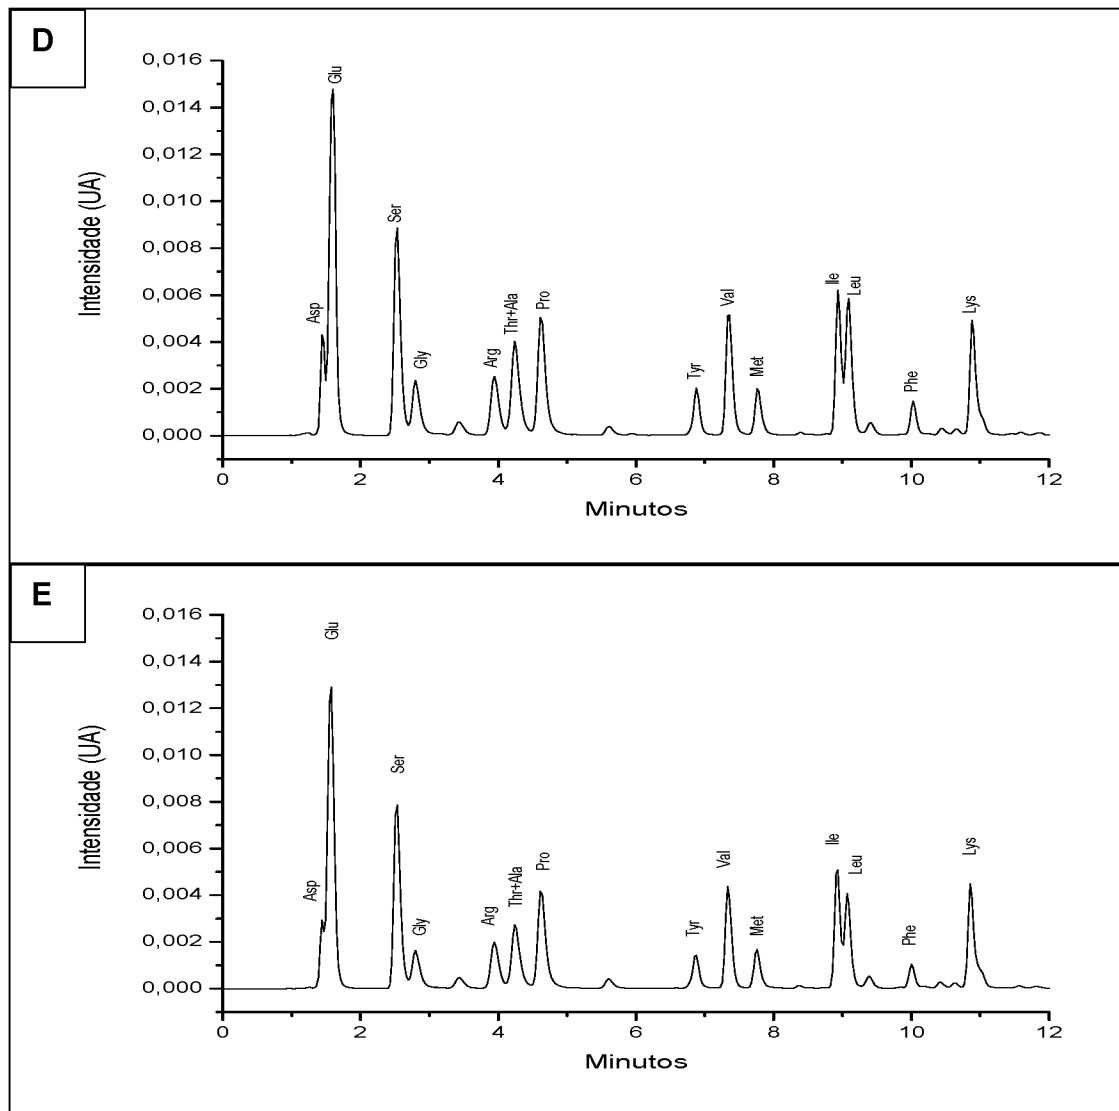 D
0,016
0,014
0,012
0,010
0,008
0,006
0,004
0,002
0,000
Intensidade (UA)
Asp
Glu
Ser
Gly
Arg
Thr+Ala
Pro
Tyr
Val
Met
Ile
Leu
Phe
Lys
0 2 4 6 8 10 12
Minutos
E
0,016
0,014
0,012
0,010
0,008
0,006
0,004
0,002
0,000
Intensidade (UA)
Asp
Glu
Ser
Gly
Arg
Thr+Ala
Pro
Tyr
Val
Met
Ile
Leu
Phe
Lys
0 2 4 6 8 10 12
Minutos